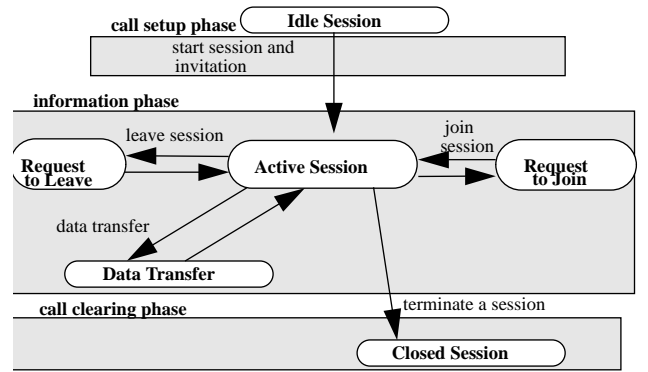 call setup phase
Idle Session
start session and
invitation
information phase
leave session
join
session
Request
to Leave
Active Session
Request
to Join
data transfer
Data Transfer
call clearing phase
terminate a session
Closed Session